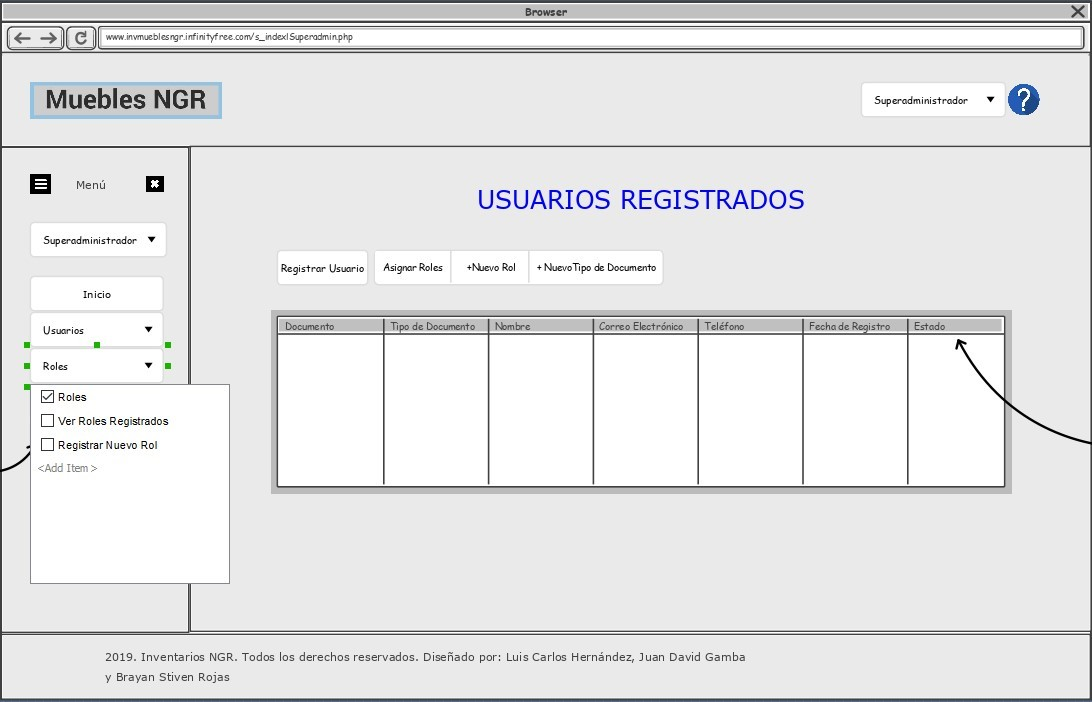 Browser
www.invmueblesngr.infinityfree.com/s_index|Superadmin.php
Muebles NGR
Superadministrador
?
Menú
USUARIOS REGISTRADOS
Superadministrador
Registrar Usuario
Asignar Roles
+Nuevo Rol
+ NuevoTipo de Documento
Inicio
Usuarios
Roles
Documento
Tipo de Documento
Nombre
Correo Electrónico
Teléfono
Fecha de Registro
Estado
Roles
Ver Roles Registrados
Registrar Nuevo Rol
<Add Item >
2019. Inventarios NGR. Todos los derechos reservados. Diseñado por: Luis Carlos Hernández, Juan David Gamba
y Brayan Stiven Rojas